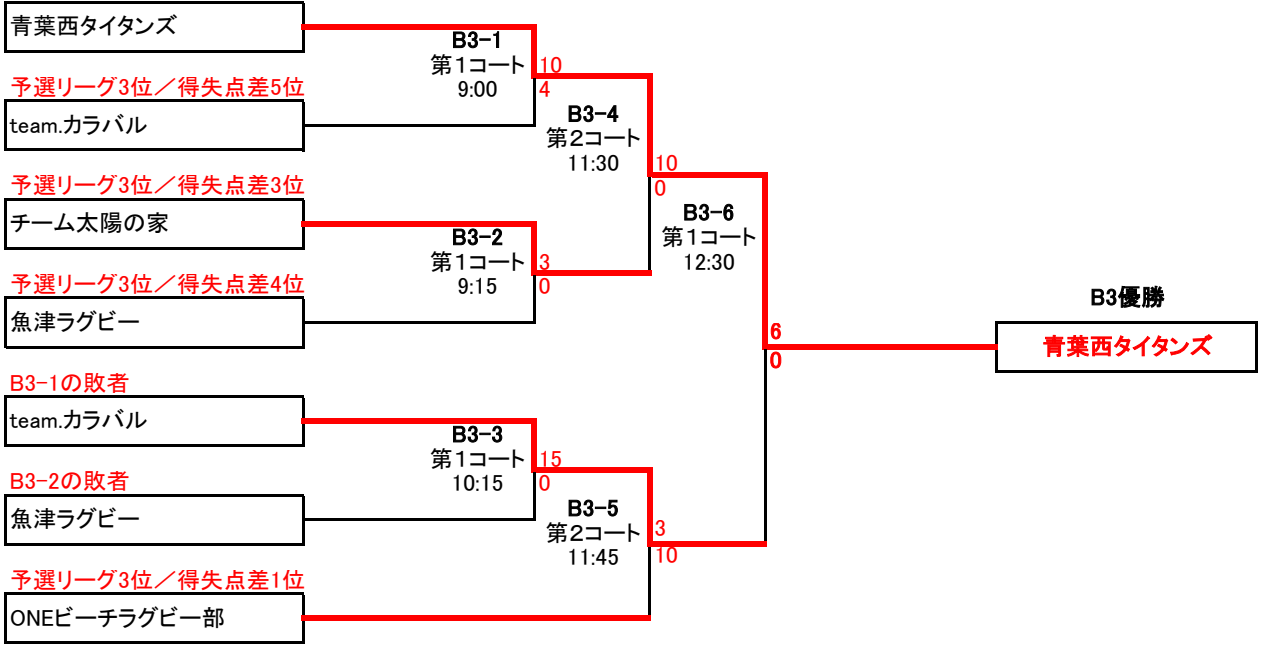 青葉西タイタンズ
B3-1
第1コート
9:00
10
4
予選リーグ3位／得失点差5位
team.カラバル
B3-4
第2コート
11:30
10
0
予選リーグ3位／得失点差3位
チーム太陽の家
B3-2
第1コート
9:15
3
0
予選リーグ3位／得失点差4位
魚津ラグビー
B3-6
第1コート
12:30
6
0
B3優勝
青葉西タイタンズ
B3-1の敗者
team.カラバル
B3-3
第1コート
10:15
15
0
B3-2の敗者
魚津ラグビー
B3-5
第2コート
11:45
3
10
予選リーグ3位／得失点差1位
ONEビーチラグビー部